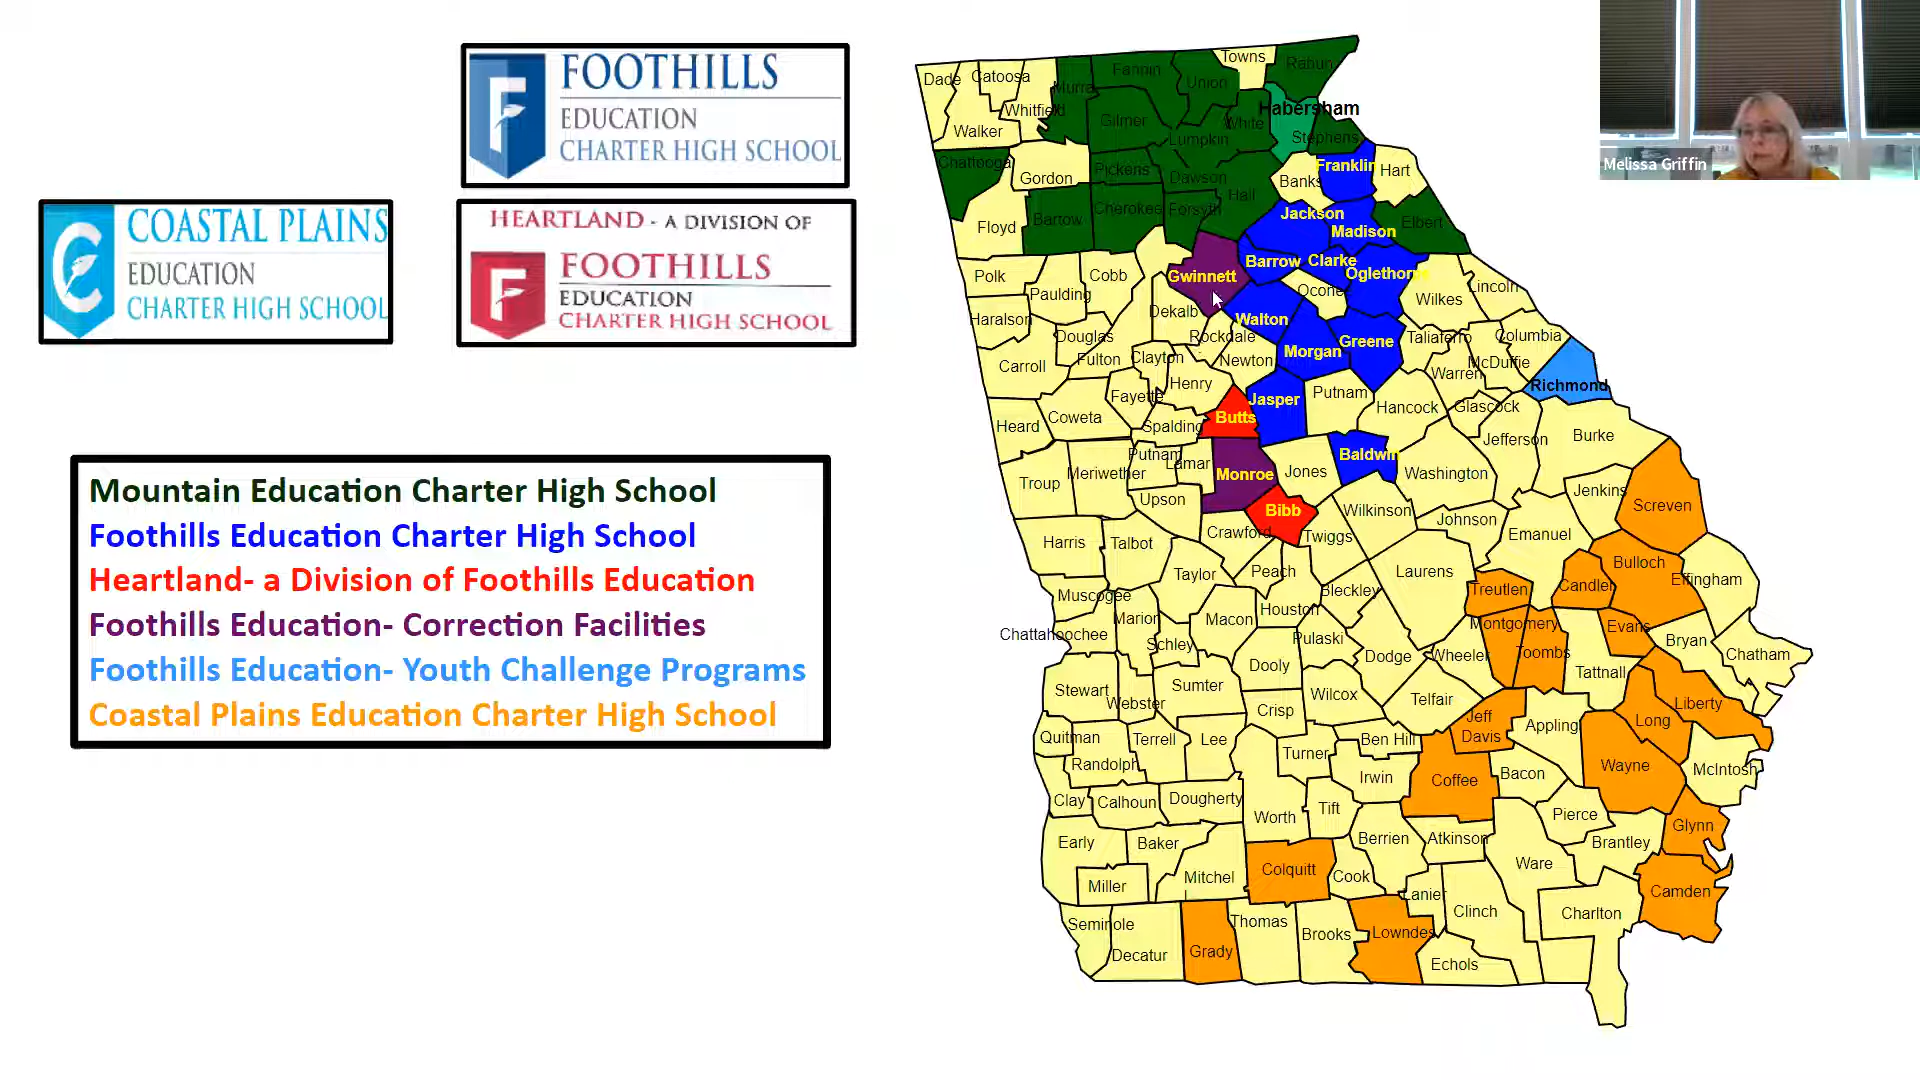 FOOTHILLS
EDUCATION
CHARTER HIGH SCHOOL
COASTAL PLAINS
EDUCATION
CHARTER HIGH SCHOOL
HEARTLAND - A DIVISION OF
FOOTHILLS
EDUCATION
CHARTER HIGH SCHOOL
Mountain Education Charter High School
Foothills Education Charter High School
Heartland- a Division of Foothills Education
Foothills Education- Correction Facilities
Foothills Education- Youth Challenge Programs
Coastal Plains Education Charter High School
Melissa Griffin
Dade
Catoosa
Whitfield
Walker
Murra
Fannin
Union
Towns
Rabun
Habersham
Gilmer
Lumpkin
White
Stephens
Chattooga
Gordon
Pickens
Dawson
Hall
Banks
Franklin
Hart
Floyd
Bartow
Cherokee
Forsyth
Jackson
Madison
Elbert
Polk
Paulding
Cobb
Gwinnett
Barrow
Clarke
Oglethorp
Ocone
Wilkes
Lincoln
Haralson
Douglas
Dekalb
Rockdale
Walton
Morgan
Greene
Taliaferro
Columbia
McDuffie
Warren
Richmond
Carroll
Fulton
Clayton
Henry
Newton
Fayette
Jasper
Putnam
Hancock
Glascock
Heard
Coweta
Spalding
Butts
Jefferson
Burke
Troup
Meriwether
Putnam
Lamar
Monroe
Jones
Baldwin
Washington
Upson
Bibb
Wilkinson
Johnson
Jenkins
Screven
Harris
Talbot
Crawford
Twiggs
Emanuel
Taylor
Peach
Bleckley
Laurens
Treutlen
Candler
Bulloch
Effingham
Muscogee
Marion
Macon
Houston
Chattahoochee
Schley
Pulaski
Dodge
Wheeler
Montgomery
Toombs
Evans
Bryan
Chatham
Tattnall
Stewart
Webster
Sumter
Dooly
Crisp
Wilcox
Telfair
Jeff
Davis
Appling
Long
Liberty
Quitman
Terrell
Lee
Randolph
Turner
Ben Hill
Irwin
Coffee
Bacon
Wayne
McIntosh
Clay
Calhoun
Dougherty
Worth
Tift
Pierce
Glynn
Early
Baker
Berrien
Atkinson
Ware
Brantley
Miller
Mitchel
Colquitt
Cook
Lanier
Clinch
Charlton
Camden
Seminole
Decatur
Grady
Thomas
Brooks
Lowndes
Echols